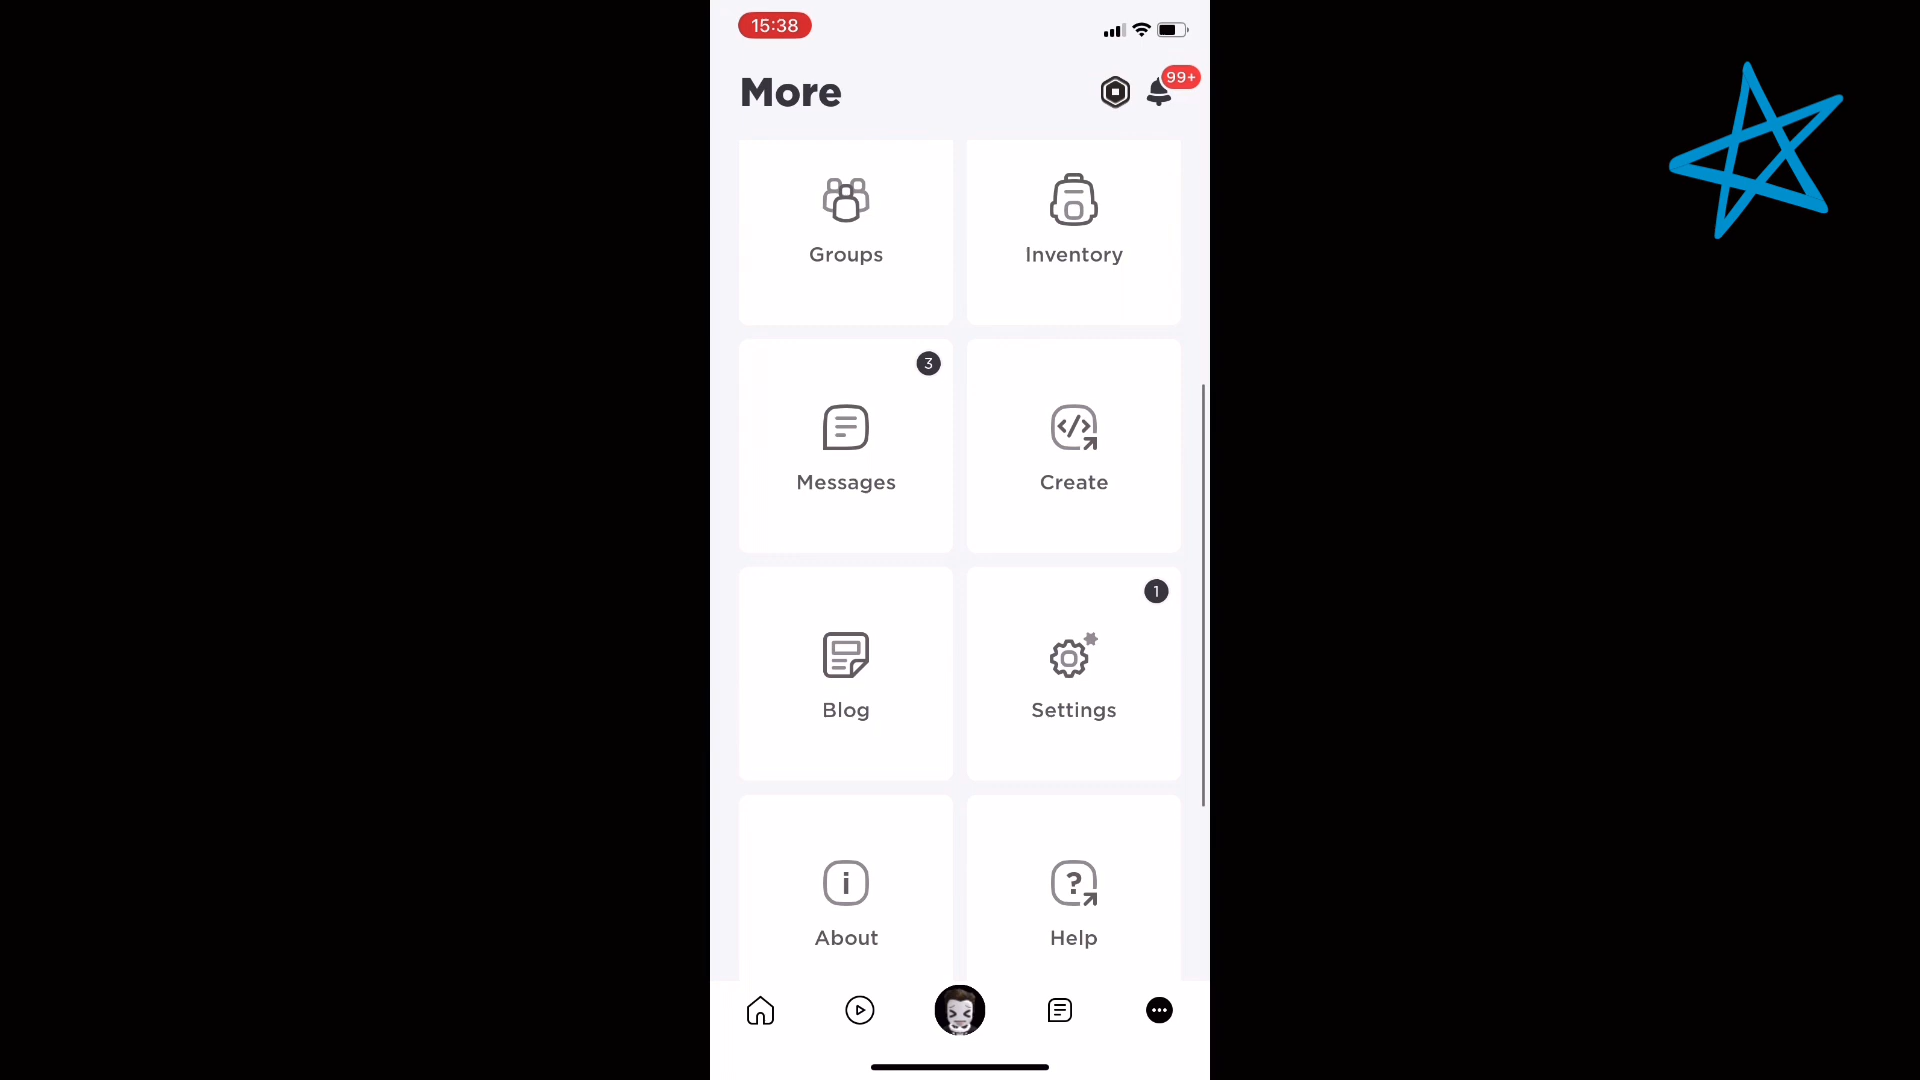 15:38
More
99+
Groups
Inventory
3
Messages
Create
1
Blog
Settings
About
Help